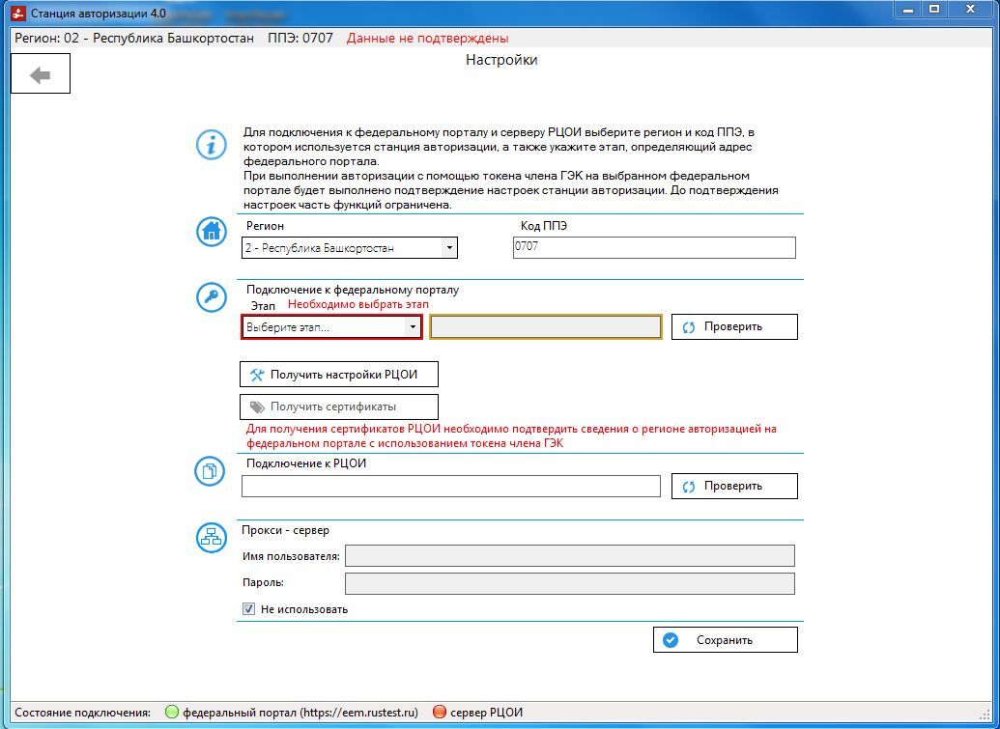 Станция авторизации 4.0
Регион: 02 - Республика Башкортостан ППЭ: 0707 Данные не подтверждены
Настройки
Для подключения к федеральному порталу и серверу РЦОИ выберите регион и код ППЭ, в
котором используется станция авторизации, а также укажите этап, определяющий адрес
федерального портала.
При выполнении авторизации с помощью токена члена ГЭК на выбранном федеральном
портале будет выполнено подтверждение настроек станции авторизации. До подтверждения
настроек часть функций ограничена.
Регион Код ППЭ
2 - Республика Башкортостан 0707
Подключение к федеральному порталу
Этап Необходимо выбрать этап
Выберите этап... Проверить
Получить настройки РЦОИ
Получить сертификаты
Для получения сертификатов РЦОИ необходимо подтвердить сведения о регионе авторизацией на
федеральном портале с использованием токена члена ГЭК
Подключение к РЦОИ
Проверить
Прокси - сервер
Имя пользователя:
Пароль:
Не использовать
Сохранить
Состояние подключения: федеральный портал (https://eem.rustest.ru) сервер РЦОИ